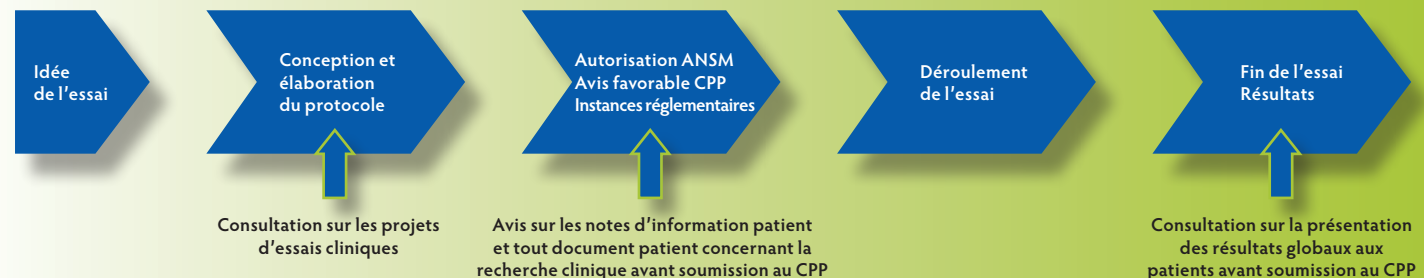 Idée
de l'essai
Conception et
élaboration
du protocole
Autorisation ANSM
Avis favorable CPP
Instances réglementaires
Déroulement
de l'essai
Fin de l'essai
Résultats
Consultation sur les projets
d'essais cliniques
Avis sur les notes d'information patient
et tout document patient concernant la
recherche clinique avant soumission au CPP
Consultation sur la présentation
des résultats globaux aux
patients avant soumission au CPP